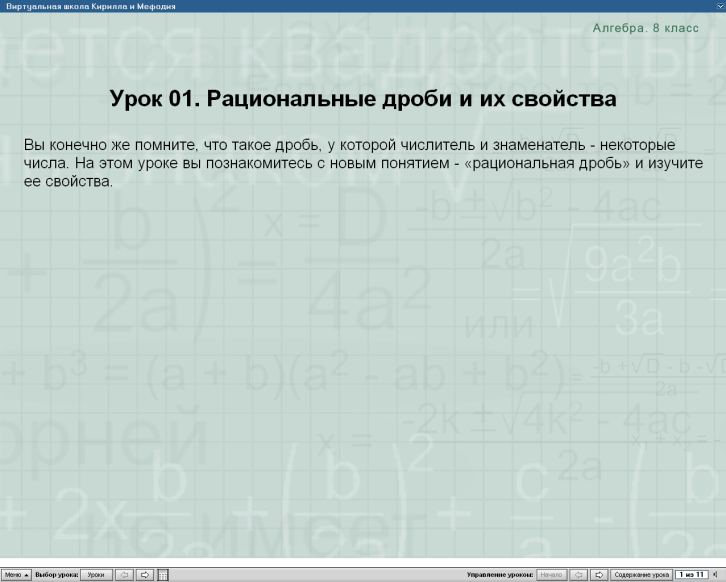 Виртуальная школа Кирилла и Мефодия
Алгебра. 8 класс
Урок 01. Рациональные дроби и их свойства
Вы конечно же помните, что такое дробь, у которой числитель и знаменатель - некоторые
числа. На этом уроке вы познакомитесь с новым понятием - «рациональная дробь» и изучите
ее свойства.
Меню Выбор урока: Уроки Управление уроком: Начало Содержание урока 1 из 11